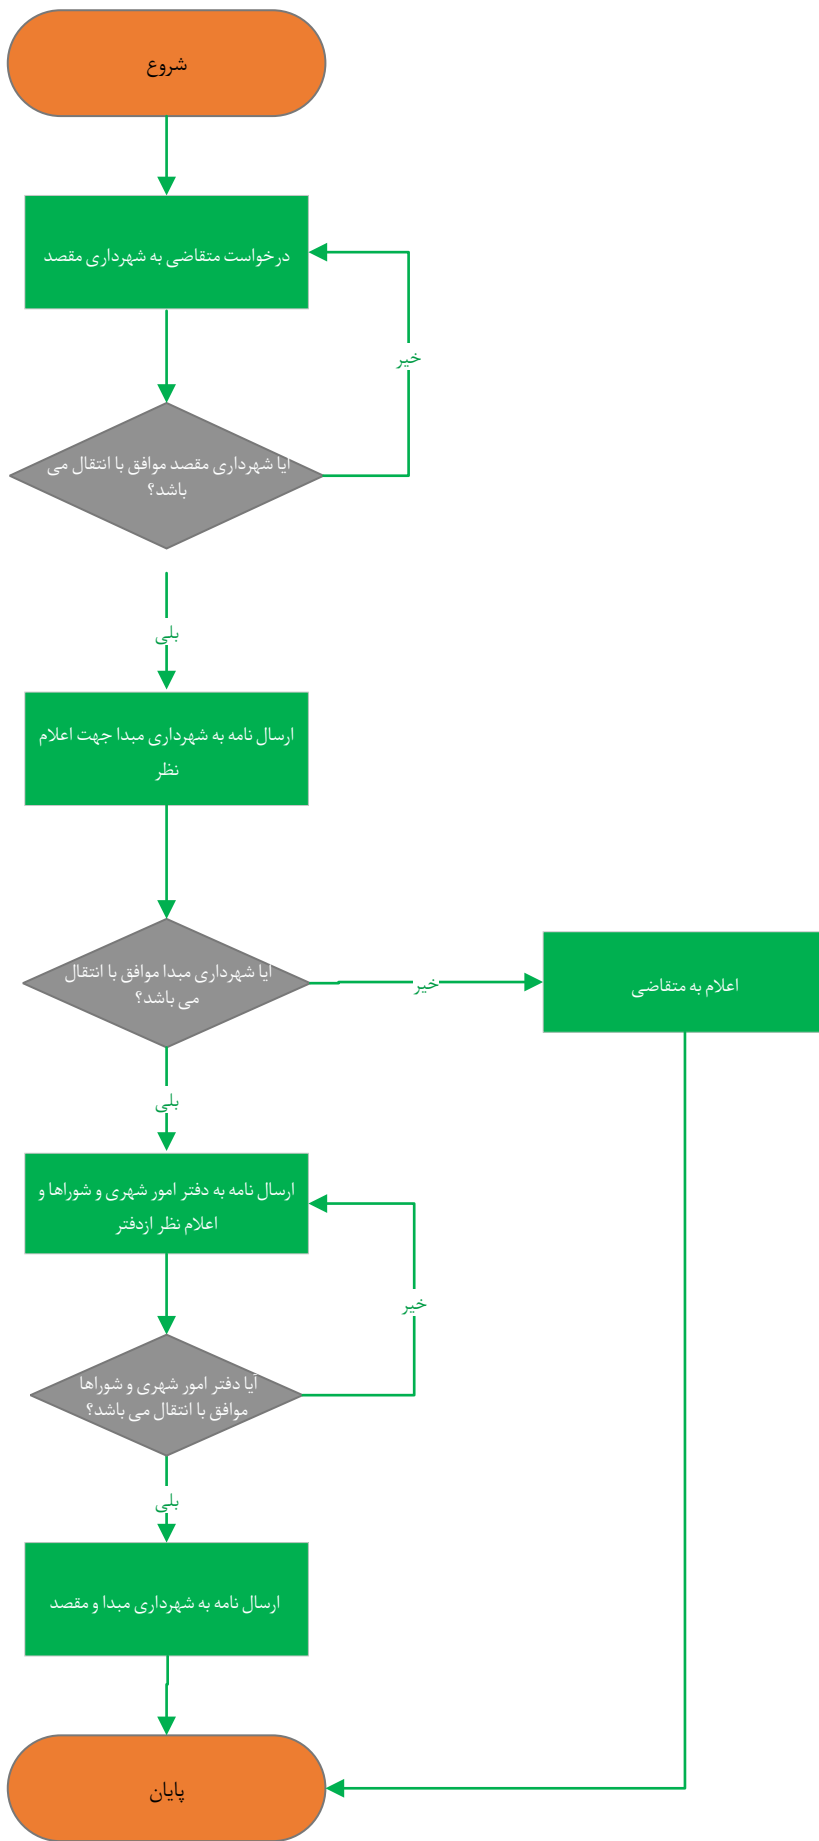 شروع
درخواست متقاضی به شهرداری مقصد
خیر
ایا شهرداری مقصد موافق با انتقال می
باشد؟
بلی
ارسال نامه به شهرداری مبدا جهت اعلام
نظر
ایا شهرداری مبدا موافق با انتقال
می باشد؟
خیر
اعلام به متقاضی
بلی
ارسال نامه به دفتر امور شهری و شوراها و
اعلام نظر ازدفتر
خیر
آیا دفتر امور شهری و شوراها
موافق با انتقال می باشد؟
بلی
ارسال نامه به شهرداری مبدا و مقصد
پایان